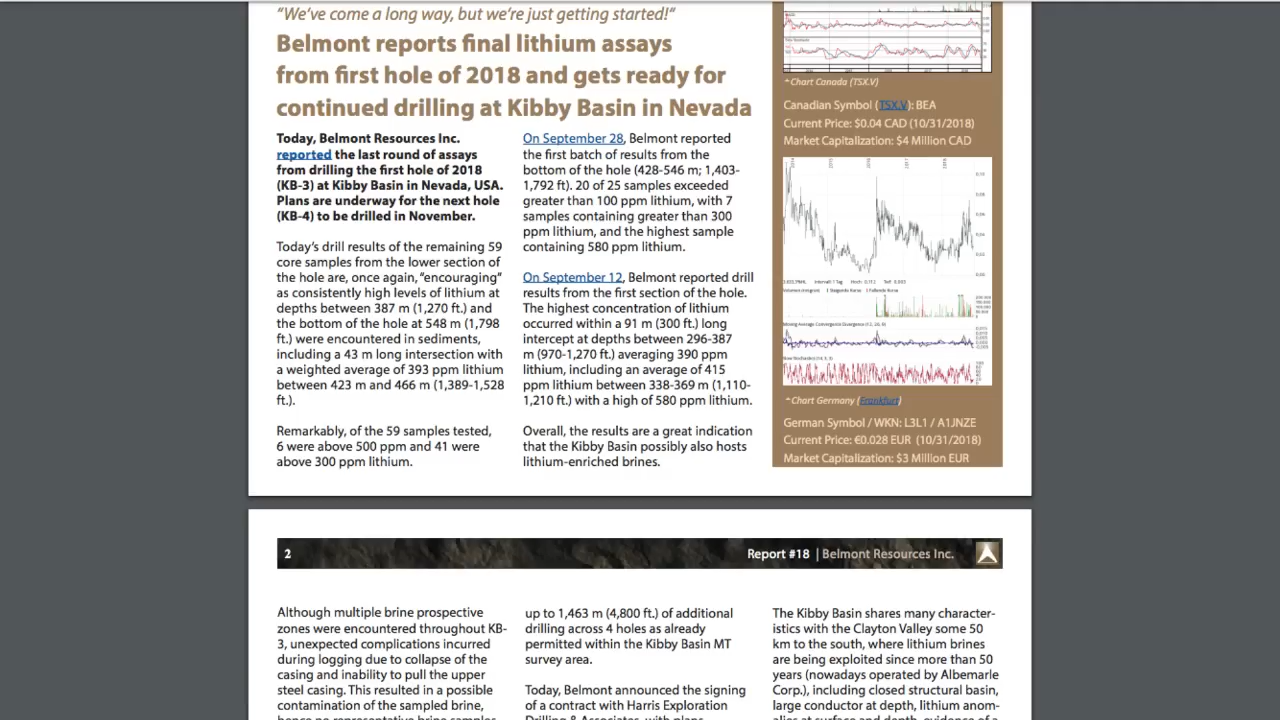 “We’ve come a long way, but we’re just getting started!“
Belmont reports final lithium assays
from first hole of 2018 and gets ready for
continued drilling at Kibby Basin in Nevada
Today, Belmont Resources Inc.
reported the last round of assays
from drilling the first hole of 2018
(KB-3) at Kibby Basin in Nevada, USA.
Plans are underway for the next hole
(KB-4) to be drilled in November.
Today’s drill results of the remaining 59
core samples from the lower section of
the hole are, once again, “encouraging“
as consistently high levels of lithium at
depths between 387 m (1,270 ft.) and
the bottom of the hole at 548 m (1,798
ft.) were encountered in sediments,
including a 43 m long intersection with
a weighted average of 393 ppm lithium
between 423 m and 466 m (1,389-1,528
ft.).
Remarkably, of the 59 samples tested,
6 were above 500 ppm and 41 were
above 300 ppm lithium.
On September 28, Belmont reported
the first batch of results from the
bottom of the hole (428-546 m; 1,403-
1,792 ft). 20 of 25 samples exceeded
greater than 100 ppm lithium, with 7
samples containing greater than 300
ppm lithium, and the highest sample
containing 580 ppm lithium.
On September 12, Belmont reported drill
results from the first section of the hole.
The highest concentration of lithium
occurred within a 91 m (300 ft.) long
intercept at depths between 296-387
m (970-1,270 ft.) averaging 390 ppm
lithium, including an average of 415
ppm lithium between 338-369 m (1,110-
1,210 ft.) with a high of 580 ppm lithium.
Overall, the results are a great indication
that the Kibby Basin possibly also hosts
lithium-enriched brines.
Chart Canada (TSX.V)
Canadian Symbol (TSX.V): BEA
Current Price: $0.04 CAD (10/31/2018)
Market Capitalization: $4 Million CAD
Chart Germany (Frankfurt)
German Symbol / WKN: L3L1 / A1JNZE
Current Price: €0.028 EUR (10/31/2018)
Market Capitalization: $3 Million EUR
2
Report #18 | Belmont Resources Inc.
Although multiple brine prospective
zones were encountered throughout KB-
3, unexpected complications incurred
during logging due to collapse of the
casing and inability to pull the upper
steel casing. This resulted in a possible
contamination of the sampled brine,
hence no representative brine samples
up to 1,463 m (4,800 ft.) of additional
drilling across 4 holes as already
permitted within the Kibby Basin MT
survey area.
Today, Belmont announced the signing
of a contract with Harris Exploration
Drilling & Associates, with plans
The Kibby Basin shares many character-
istics with the Clayton Valley some 50
km to the south, where lithium brines
are being exploited since more than 50
years (nowadays operated by Albemarle
Corp.), including closed structural basin,
large conductor at depth, lithium anom-
alies at surface and depth, evidence of a